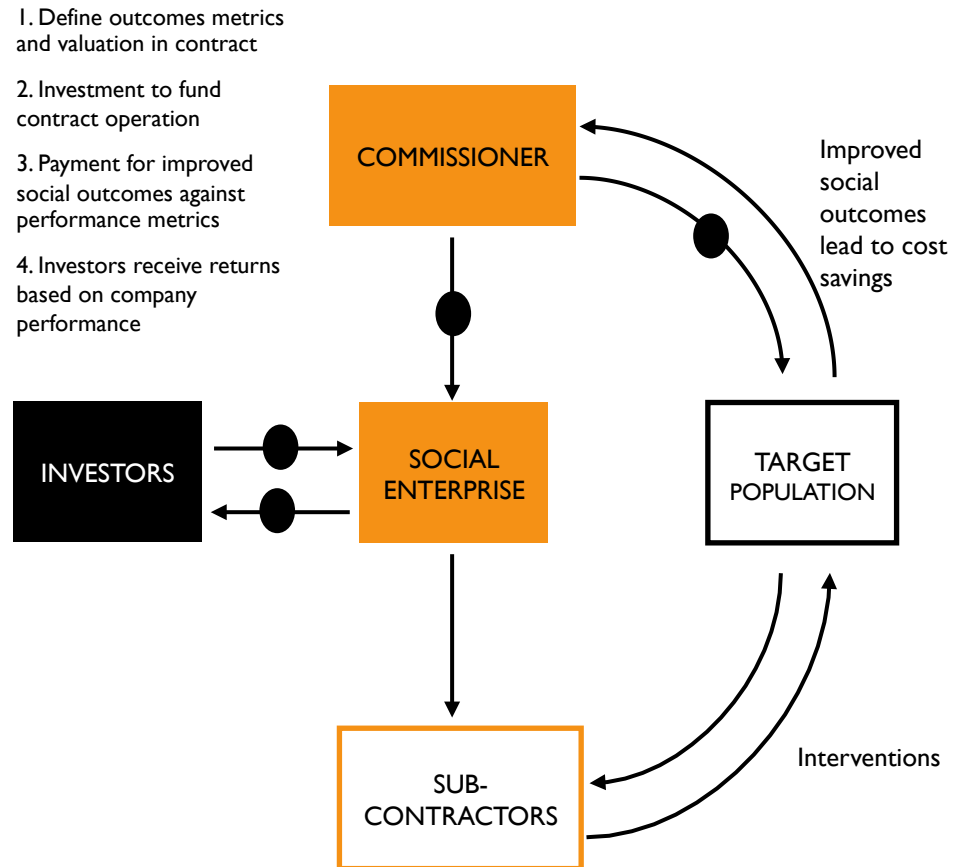 1. Define outcomes metrics
and valuation in contract
2. Investment to fund
contract operation
3. Payment for improved
social outcomes against
performance metrics
4. Investors receive returns
based on company
performance
COMMISSIONER
Improved
social
outcomes
lead to cost
savings
INVESTORS
SOCIAL
ENTERPRISE
TARGET
POPULATION
Interventions
SUB-
CONTRACTORS